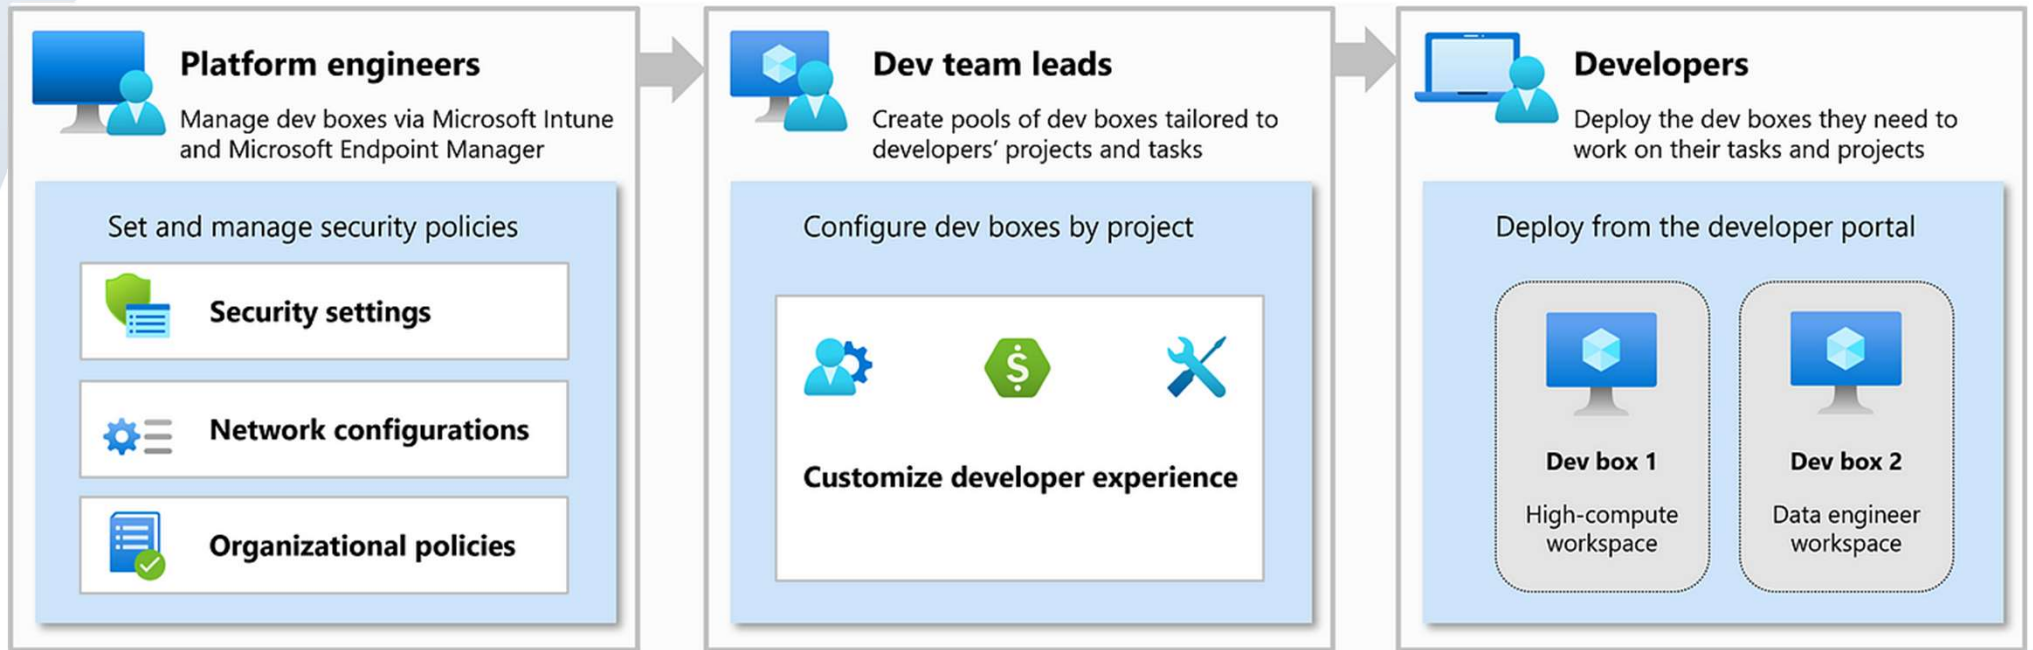 Platform engineers
Manage dev boxes via Microsoft Intune
and Microsoft Endpoint Manager
Set and manage security policies
Security settings
Network configurations
Organizational policies
Dev team leads
Create pools of dev boxes tailored to
developers’ projects and tasks
Configure dev boxes by project
$
Customize developer experience
Developers
Deploy the dev boxes they need to
work on their tasks and projects
Deploy from the developer portal
Dev box 1
High-compute
workspace
Dev box 2
Data engineer
workspace